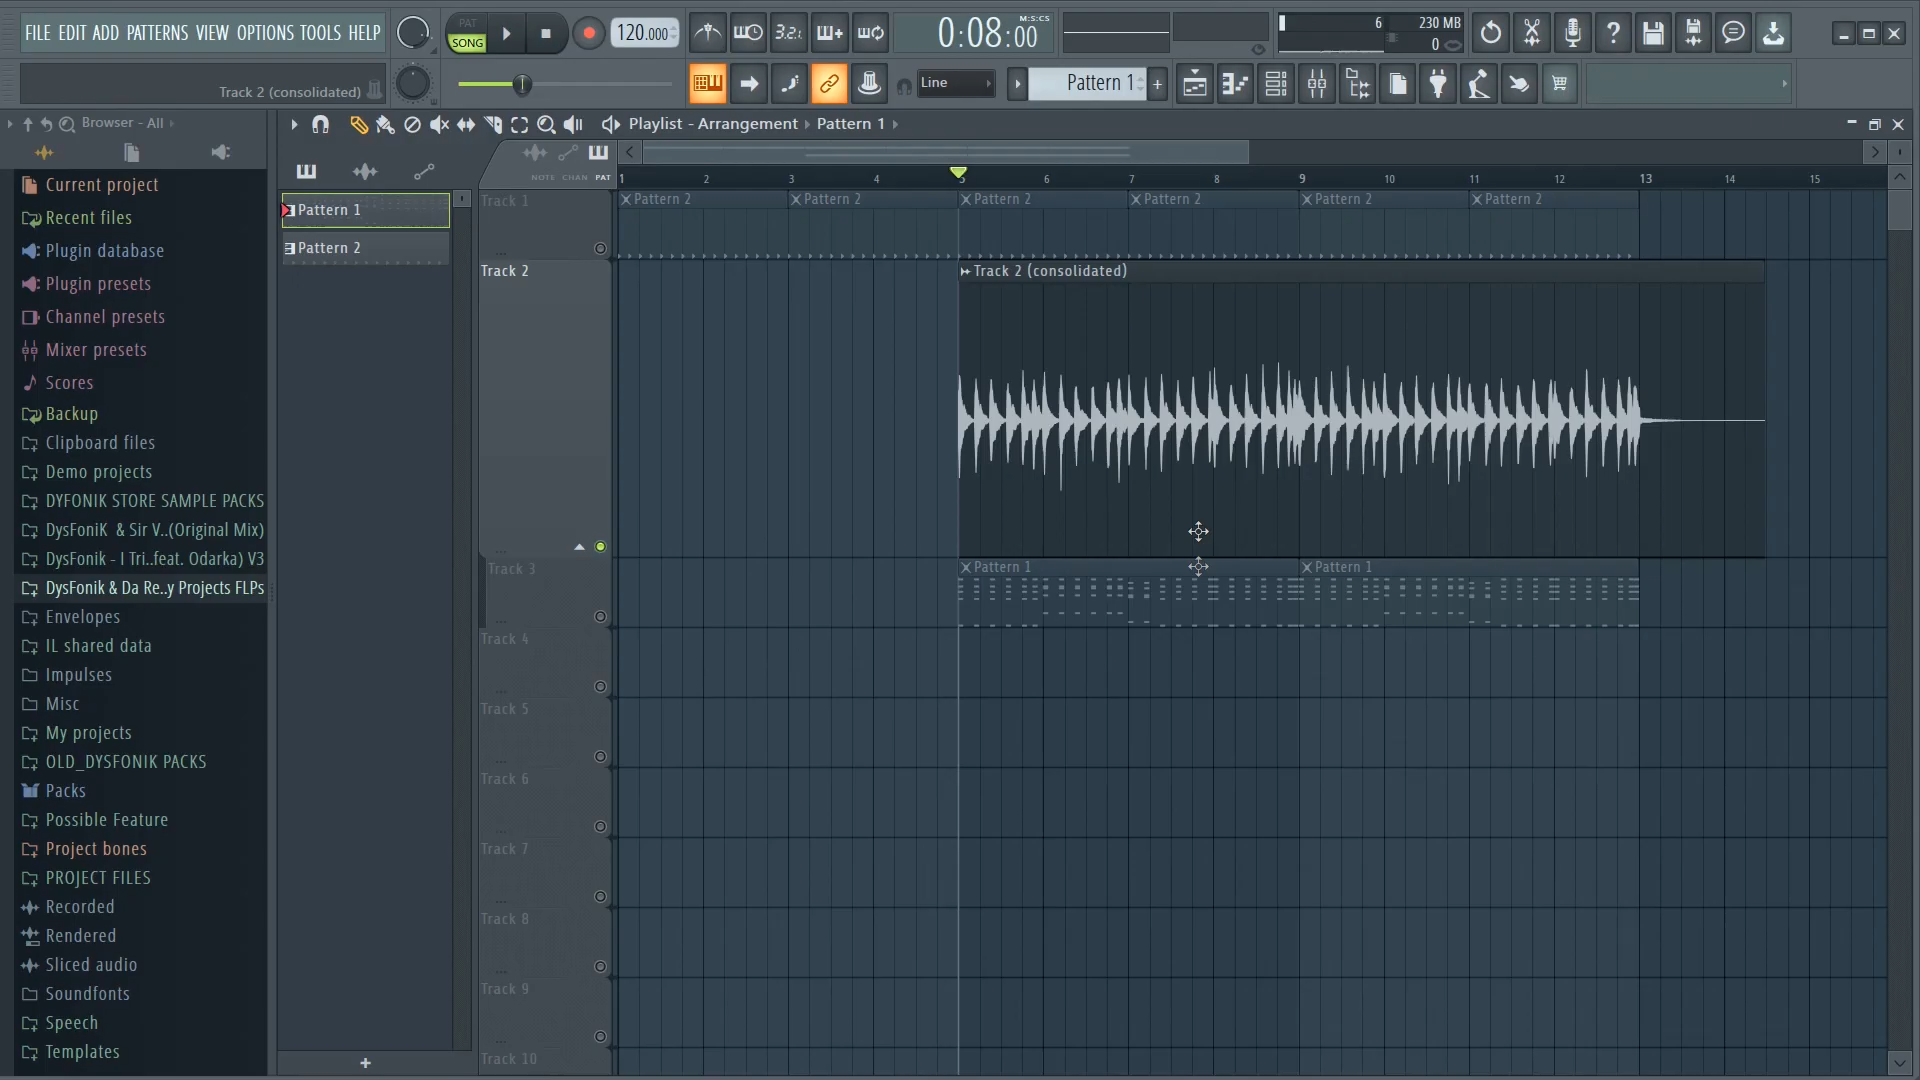 FILE EDIT ADD PATTERNS VIEW OPTIONS TOOLS HELP
PAT
SONG
120.000
3.2.
0:08:00
M:S:CS
6
230 MB
0
Track 2 (consolidated)
Line
Pattern 1
+
Browser - All
Playlist - Arrangement
Pattern 1
NOTE CHAN PAT
1 2 3 4 5 6 7 8 9 10 11 12 13 14 15
Current project
Recent files
Plugin database
Plugin presets
Channel presets
Mixer presets
Scores
Backup
Clipboard files
Demo projects
DYFONIK STORE SAMPLE PACKS
DysFoniK & Sir V..(Original Mix)
DysFonik - I Tri..feat. Odarka) V3
DysFonik & Da Re..y Projects FLPs
Envelopes
IL shared data
Impulses
Misc
My projects
OLD_DYSFONIK PACKS
Packs
Possible Feature
Project bones
PROJECT FILES
Recorded
Rendered
Sliced audio
Soundfonts
Speech
Templates
Pattern 1
Pattern 2
+
Track 1
Pattern 2
Pattern 2
Pattern 2
Pattern 2
Pattern 2
Pattern 2
Track 2
Track 2 (consolidated)
Track 3
Pattern 1
Pattern 1
Track 4
Track 5
Track 6
Track 7
Track 8
Track 9
Track 10